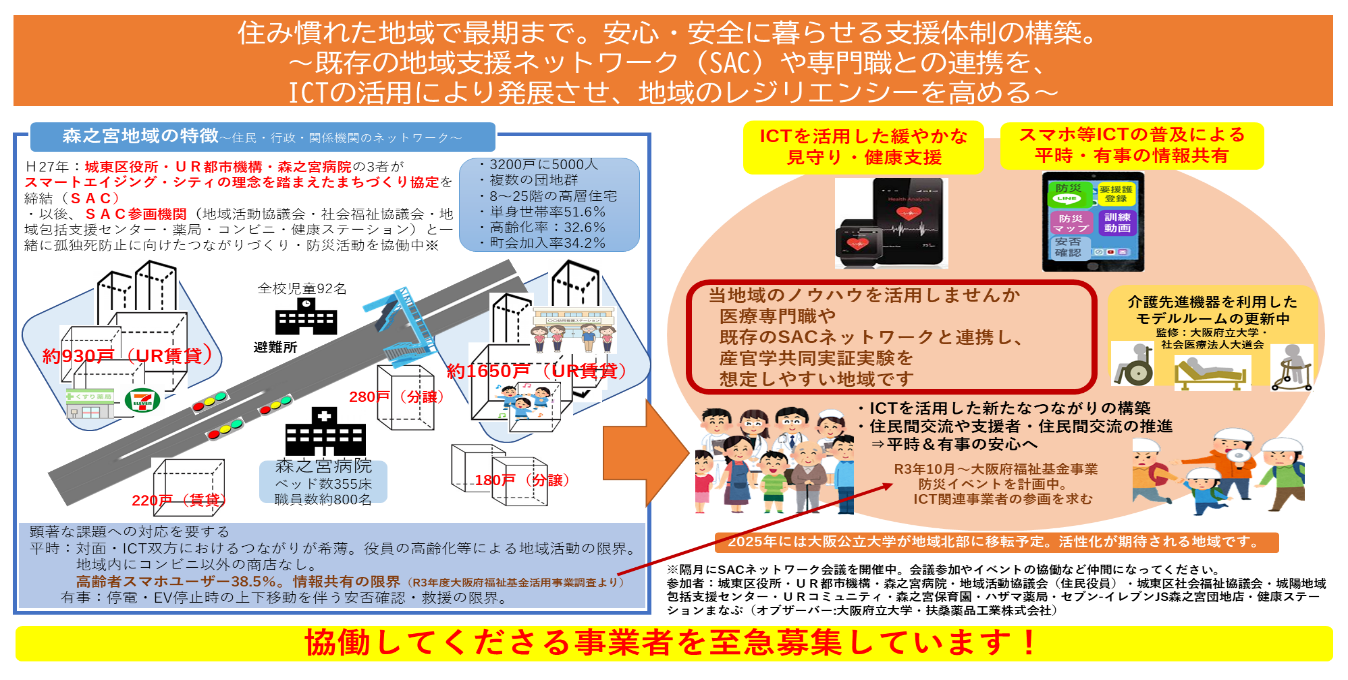 住み慣れた地域で最期まで。安心・安全に暮らせる支援体制の構築。
～既存の地域支援ネットワーク（SAC）や専門職との連携を、
ICTの活用により発展させ、地域のレジリエンシーを高める～
森之宮地域の特徴～住民・行政・関係機関のネットワーク～
Ｈ27年：城東区役所・ＵＲ都市機構・森之宮病院の3者が
スマートエイジング・シティの理念を踏まえたまちづくり協定を
締結（ＳＡＣ）
・以後、ＳＡＣ参画機関（地域活動協議会・社会福祉協議会・地
域包括支援センター・薬局・コンビニ・健康ステーション）と一
緒に孤独死防止に向けたつながりづくり・防災活動を協働中※
・3200戸に5000人
・複数の団地群
・8～25階の高層住宅
・単身世帯率51.6%
・高齢化率：32.6%
・町会加入率34.2%
全校児童92名
避難所
約930戸（UR賃貸）
くすり薬局
7
ELEVEN
約1650戸（UR賃貸）
280戸（分譲）
森之宮病院
ベッド数355床
職員数約800名
220戸（賃貸）
180戸（分譲）
顕著な課題への対応を要する
平時：対面・ICT双方におけるつながりが希薄。役員の高齢化等による地域活動の限界。
地域内にコンビニ以外の商店なし。
高齢者スマホユーザー38.5%。情報共有の限界（R3年度大阪府福祉基金活用事業調査より）
有事：停電・EV停止時の上下移動を伴う安否確認・救援の限界。
ICTを活用した緩やかな
見守り・健康支援
スマホ等ICTの普及による
平時・有事の情報共有
Health Analysis
防災
LINE
要援護
登録
防災
マップ
訓練
動画
安否
確認
当地域のノウハウを活用しませんか
医療専門職や
既存のSACネットワークと連携し、
産官学共同実証実験を
想定しやすい地域です
介護先進機器を利用した
モデルルームの更新中
監修：大阪府立大学・
社会医療法人大道会
・ICTを活用した新たなつながりの構築
・住民間交流や支援者・住民間交流の推進
⇒平時＆有事の安心へ
R3年10月～大阪府福祉基金事業
防災イベントを計画中。
ICT関連事業者の参画を求む
2025年には大阪公立大学が地域北部に移転予定。活性化が期待される地域です。
※隔月にSACネットワーク会議を開催中。会議参加やイベントの協働など仲間になってください。
参加者：城東区役所・ＵＲ都市機構・森之宮病院・地域活動協議会（住民役員）・城東区社会福祉協議会・城陽地域
包括支援センター・ＵＲコミュニティ・森之宮保育園・ハザマ薬局・セブン-イレブンJS森之宮団地店・健康ステー
ションまなぶ（オブザーバー:大阪府立大学・扶桑薬品工業株式会社）
協働してくださる事業者を至急募集しています！